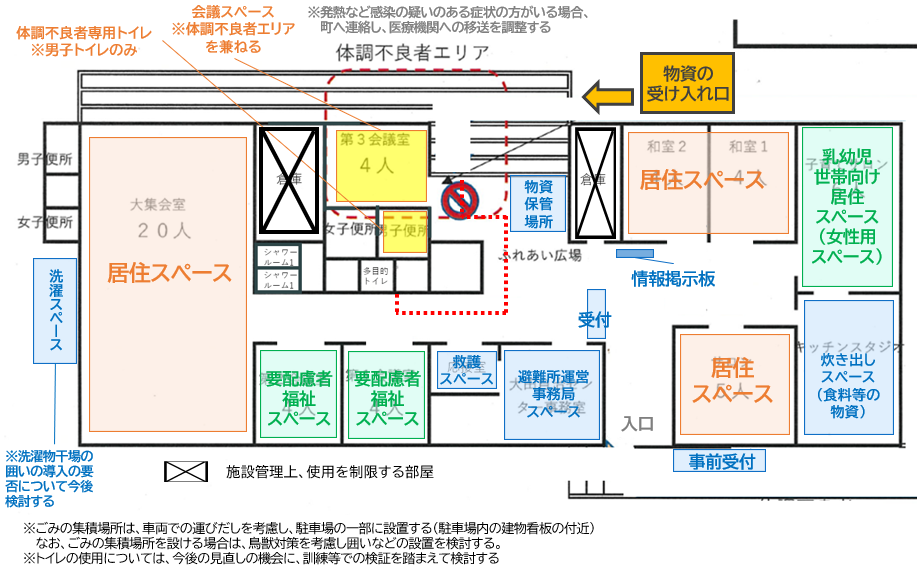 体調不良者専用トイレ
※男子トイレのみ
会議スペース
※体調不良者エリア
を兼ねる
※発熱など感染の疑いのある症状の方がいる場合、
町へ連絡し、医療機関への移送を調整する
体調不良者エリア
物資の
受け入れ口
男子便所
女子便所
大集会室
２０人
居住スペース
倉庫
第３会議室
４人
女子便所
男子便所
シャワー
ルーム1
シャワー
ルーム1
多目的
トイレ
物資
保管
場所
ふれあい広場
倉庫
和室２
和室１
居住スペース
乳幼児
世帯向け
居住
スペース
（女性用
スペース）
情報掲示板
受付
洗濯スペース
要配慮者
福祉
スペース
４人
要配慮者
福祉
スペース
４人
救護
スペース
避難所運営
事務局
スペース
入口
居住
スペース
５人
キッチンスタジオ
炊き出し
スペース
（食料等の
物資）
事前受付
※洗濯物干場の
囲いの導入の要
否について今後
検討する
施設管理上、使用を制限する部屋
※ごみの集積場所は、車両での運びだしを考慮し、駐車場の一部に設置する（駐車場内の建物看板の付近）
なお、ごみの集積場所を設ける場合は、鳥獣対策を考慮し囲いなどの設置を検討する。
※トイレの使用については、今後の見直しの機会に、訓練等での検証を踏まえて検討する